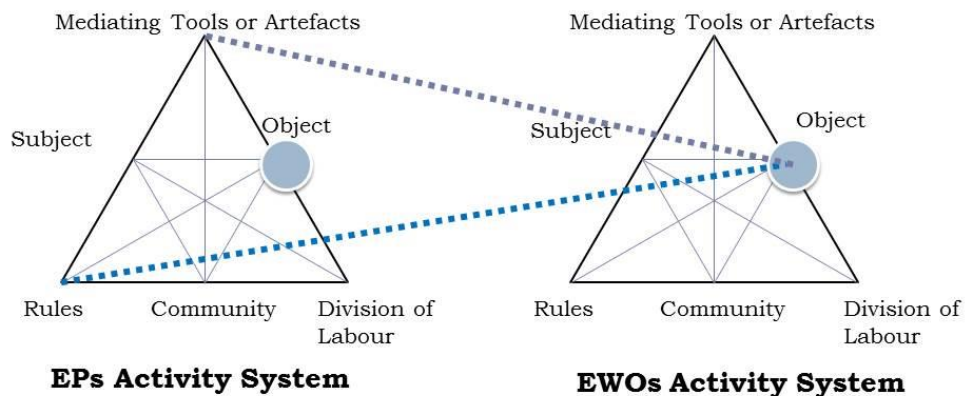 Mediating Tools or Artefacts
Subject
Object
Rules
Community
Division of
Labour
EPs Activity System
Mediating Tools or Artefacts
Subject
Object
Rules
Community
Division of
Labour
EWOs Activity System